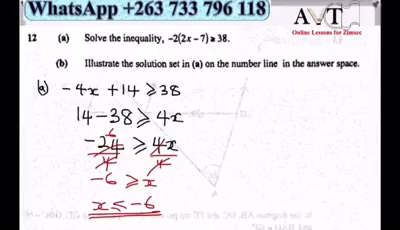 WhatsApp +263 733 796 118
AVT
Online Lessons for Zimsec
12 (a) Solve the inequality, -2(2x - 7) ≥ 38.
(b) Illustrate the solution set in (a) on the number line in the answer space.
a) -4x + 14 ≥ 38
14 - 38 ≥ 4x
6
-24 ≥ 4x
4 4
-6 ≥ x
x ≤ -6